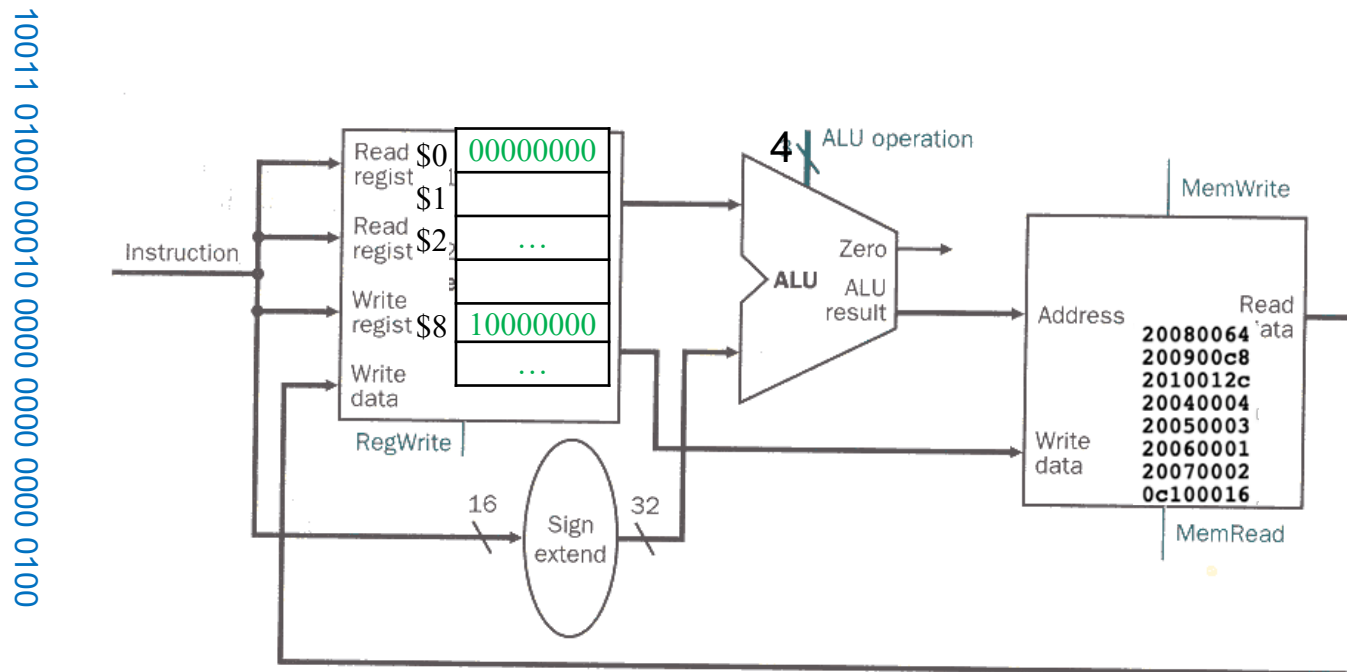 10011 01000 00010 0000 0000 0000 0100
Instruction
Read
regist
$0
00000000
$1
Read
regist
$2
...
Write
regist
$8
10000000
...
Write
data
RegWrite
16
Sign
extend
32
4
ALU operation
Zero
ALU
ALU
result
MemWrite
Address
Read
ata
20080064
200900c8
2010012c
20040004
20050003
20060001
20070002
0c100016
Write
data
MemRead